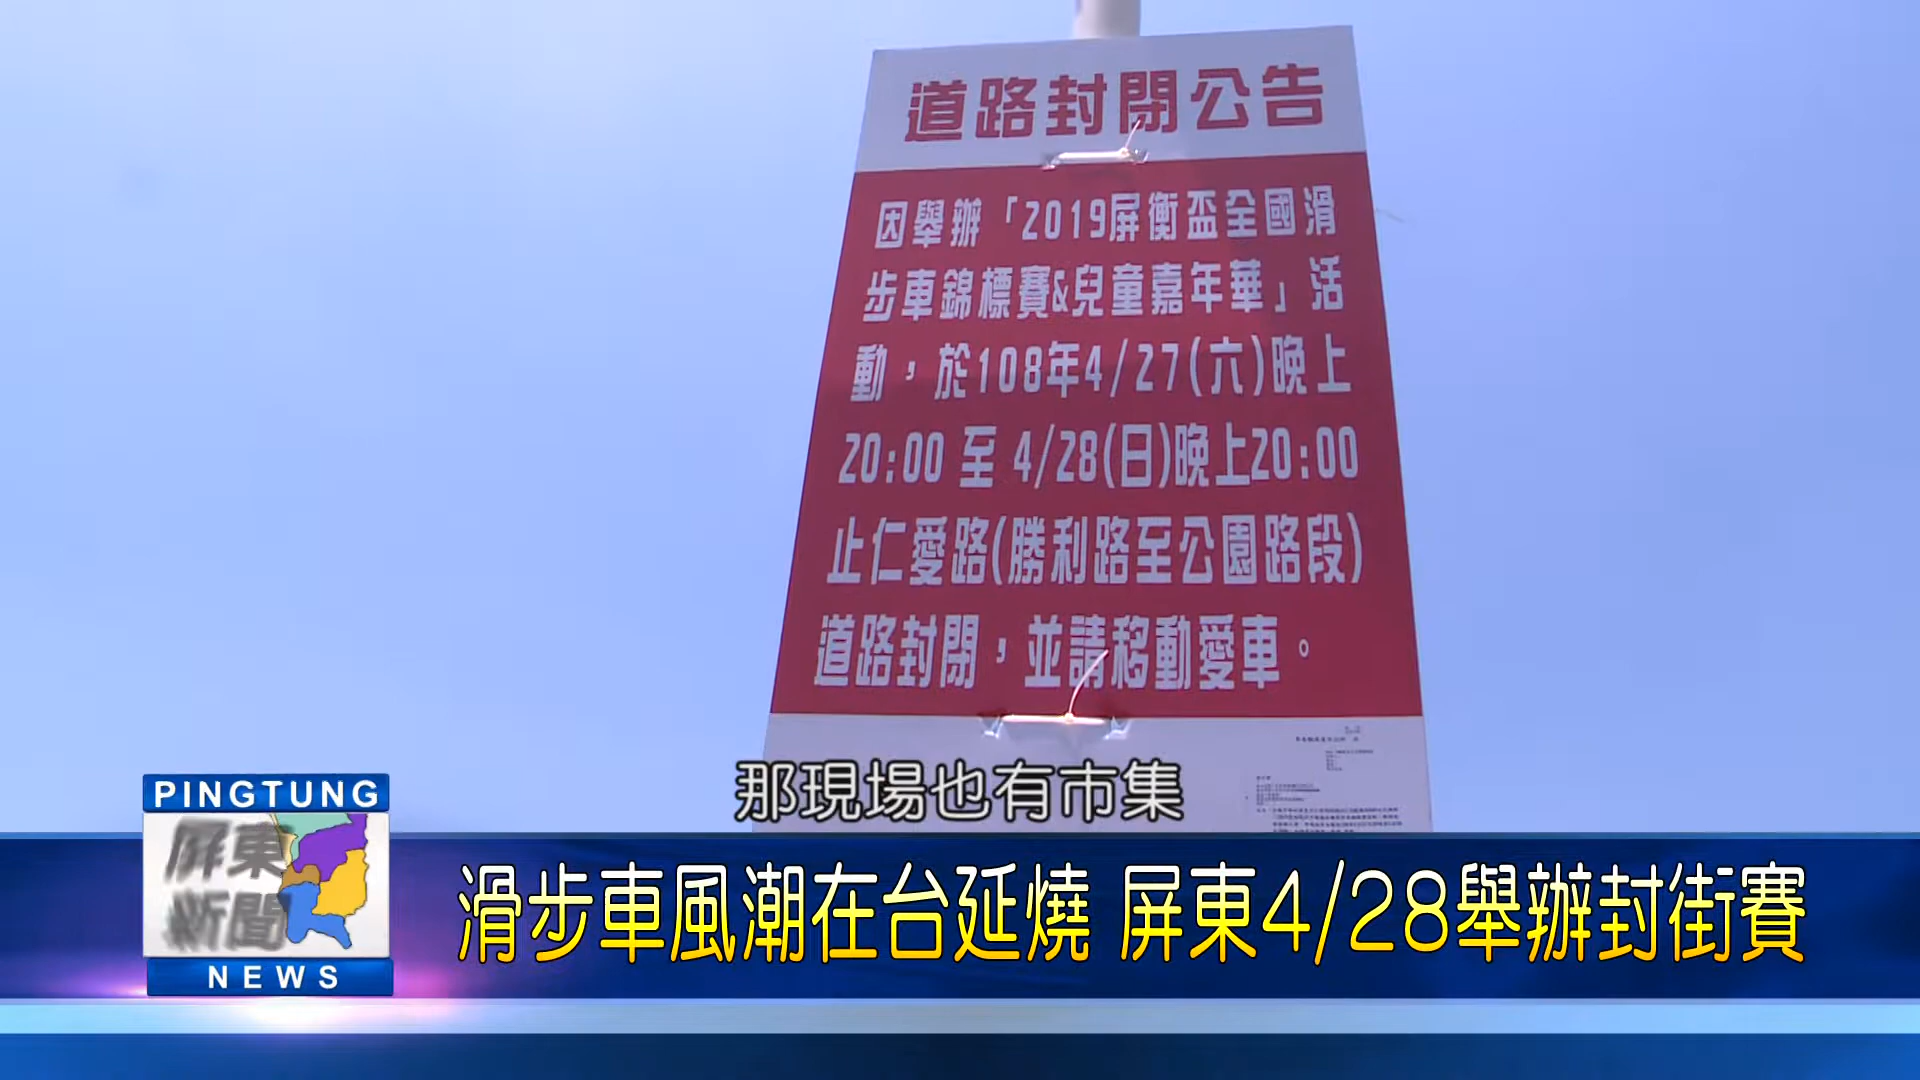 道路封閉公告
因舉辦「2019屏衡盃全國滑
步車錦標賽&兒童嘉年華」活
動，於108年4/27(六)晚上
20:00 至 4/28(日)晚上20:00
止仁愛路(勝利路至公園路段)
道路封閉，並請移動愛車。
那現場也有市集
PINGTUNG
屏東
新聞
NEWS
滑步車風潮在台延燒 屏東4/28舉辦封街賽